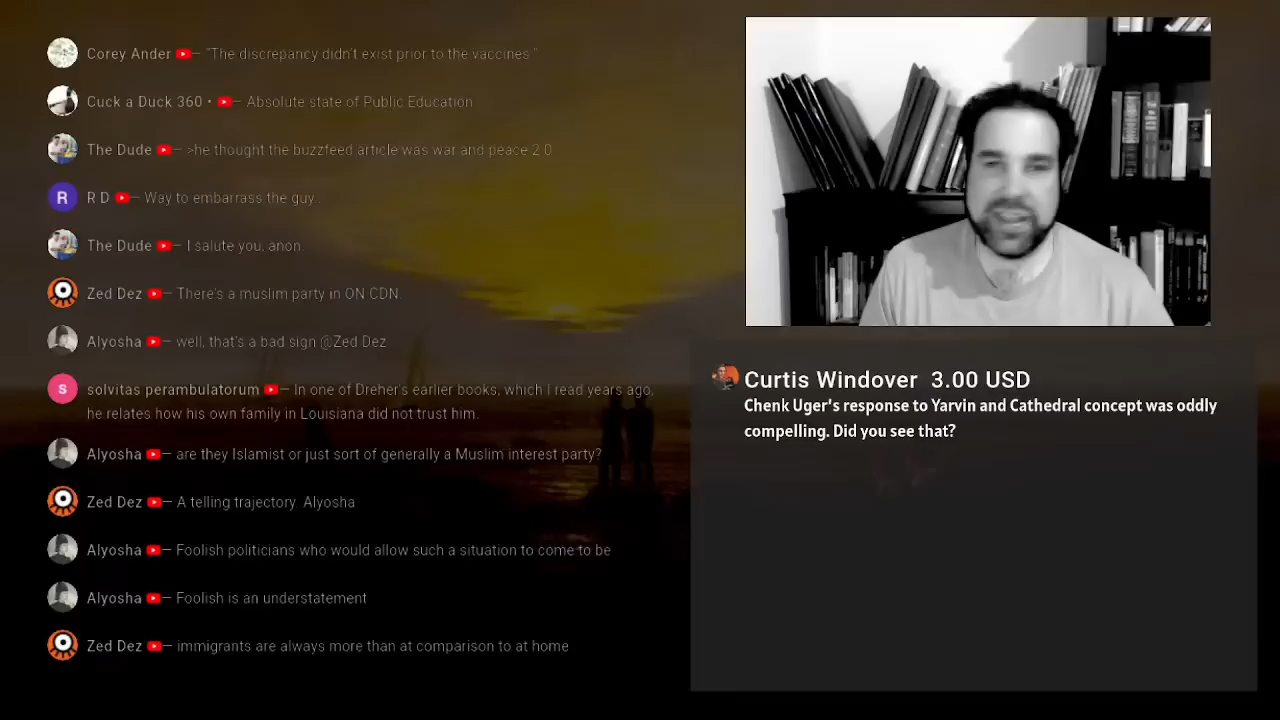 Corey Ander — "The discrepancy didn't exist prior to the vaccines."
Cuck a Duck 360 • — Absolute state of Public Education
The Dude — >he thought the buzzfeed article was war and peace 2.0
R
R D — Way to embarrass the guy..
The Dude — I salute you, anon.
Zed Dez — There's a muslim party in ON CDN.
Alyosha — well, that's a bad sign @Zed Dez
S
solvitas perambulatorum — In one of Dreher's earlier books, which I read years ago,
he relates how his own family in Louisiana did not trust him.
Alyosha — are they Islamist or just sort of generally a Muslim interest party?
Zed Dez — A telling trajectory. Alyosha
Alyosha — Foolish politicians who would allow such a situation to come to be
Alyosha — Foolish is an understatement
Zed Dez — immigrants are always more than at comparison to at home
Curtis Windover 3.00 USD
Chenk Uger's response to Yarvin and Cathedral concept was oddly
compelling. Did you see that?